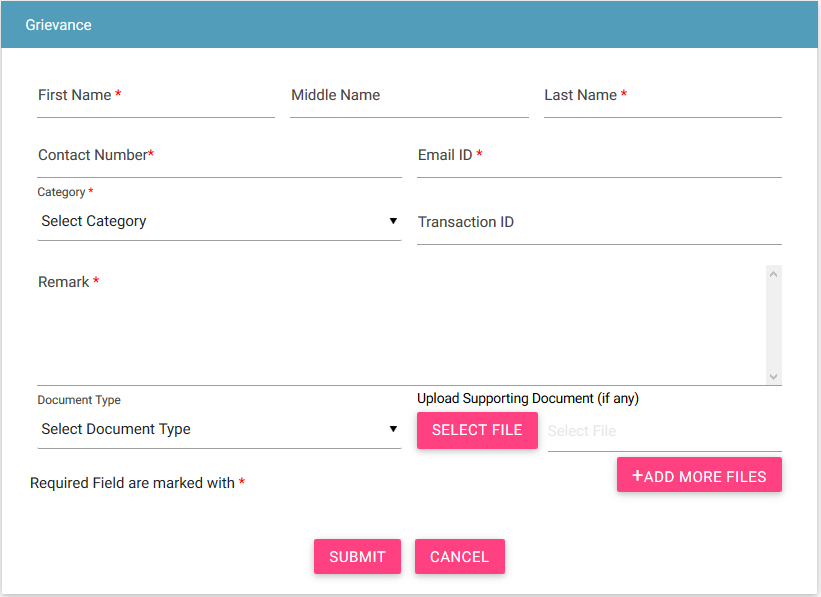 Grievance
First Name * Middle Name Last Name *
Contact Number* Email ID *
Category *
Select Category Transaction ID
Remark *
Document Type Upload Supporting Document (if any)
Select Document Type SELECT FILE Select File
Required Field are marked with * +ADD MORE FILES
SUBMIT CANCEL